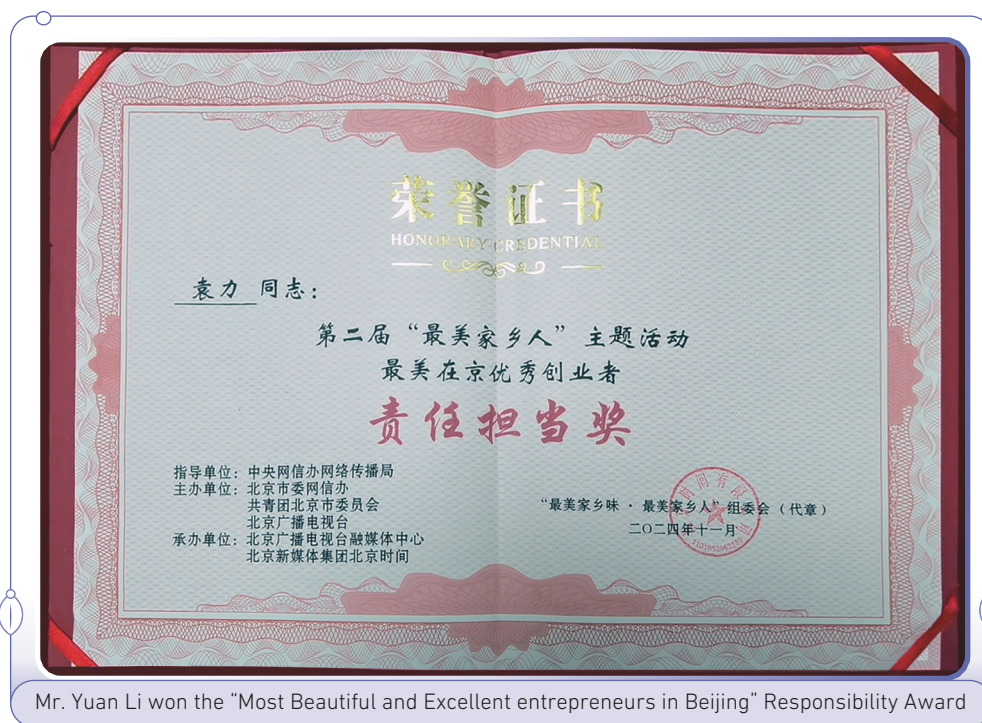 荣誉证书
HONORARY CREDENTIAL
袁力 同志：
第二届“最美家乡人”主题活动
最美在京优秀创业者
责任担当奖
指导单位：中央网信办网络传播局
主办单位：北京市委网信办
共青团北京市委员会
北京广播电视台
承办单位：北京广播电视台融媒体中心
北京新媒体集团北京时间
“最美家乡味 · 最美家乡人”组委会（代章）
二〇二四年十一月
Mr. Yuan Li won the “Most Beautiful and Excellent entrepreneurs in Beijing” Responsibility Award